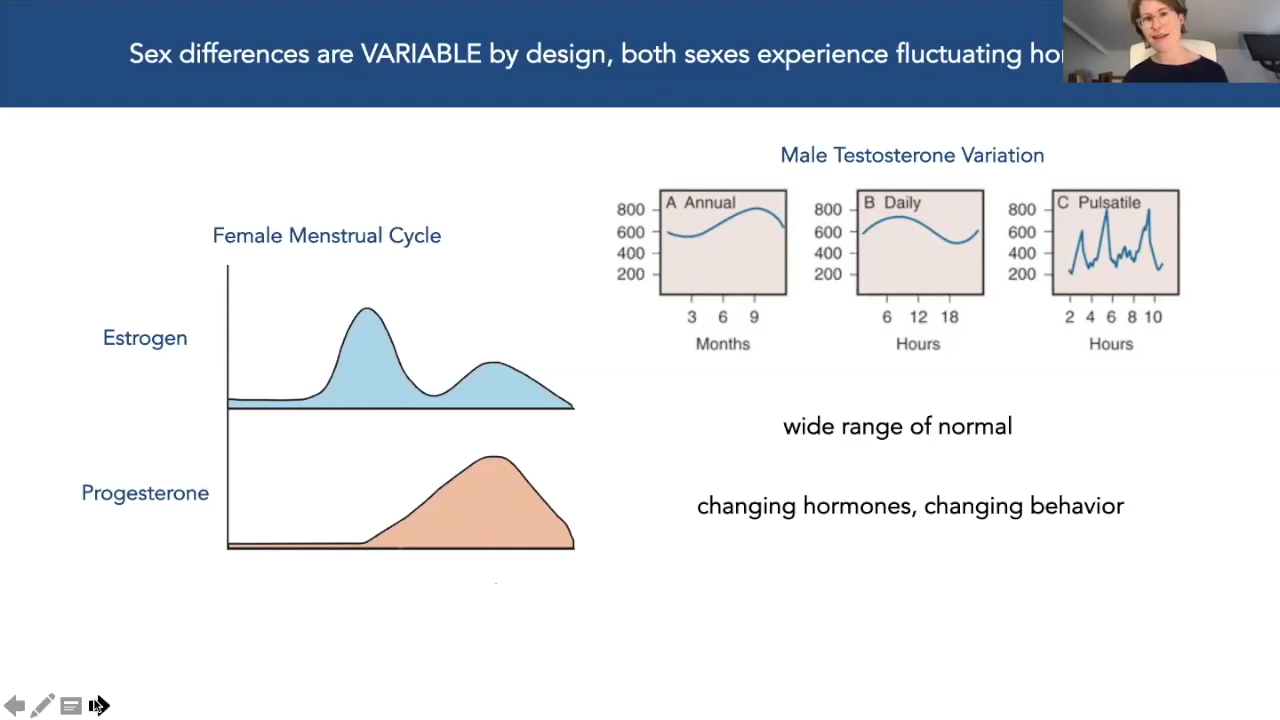 Sex differences are VARIABLE by design, both sexes experience fluctuating
Male Testosterone Variation
A Annual
800
600
400
200
3 6 9
Months
B Daily
800
600
400
200
6 12 18
Hours
C Pulsatile
800
600
400
200
2 4 6 8 10
Hours
Female Menstrual Cycle
Estrogen
Progesterone
wide range of normal
changing hormones, changing behavior